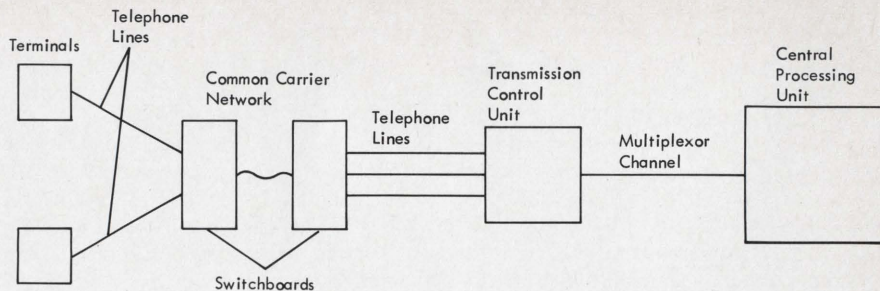 Telephone
Lines
Terminals
Common Carrier
Network
Telephone
Lines
Transmission
Control
Unit
Multiplexor
Channel
Central
Processing
Unit
Switchboards